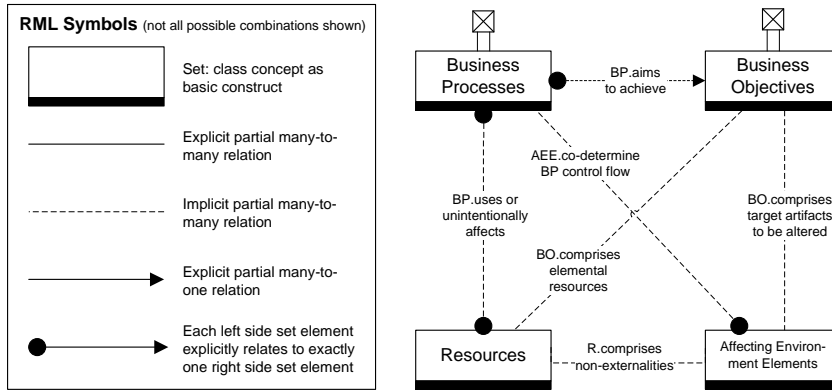 RML Symbols (not all possible combinations shown)
Set: class concept as
basic construct
Explicit partial many-to-
many relation
Implicit partial many-to-
many relation
Explicit partial many-to-
one relation
Each left side set element
explicitly relates to exactly
one right side set element
Business
Processes
BP.aims
to achieve
Business
Objectives
AEE.co-determine
BP control flow
BP.uses or
unintentionally
affects
BO.comprises
target artifacts
to be altered
BO.comprises
elemental
resources
Resources
R.comprises
non-externalities
Affecting Environ-
ment Elements